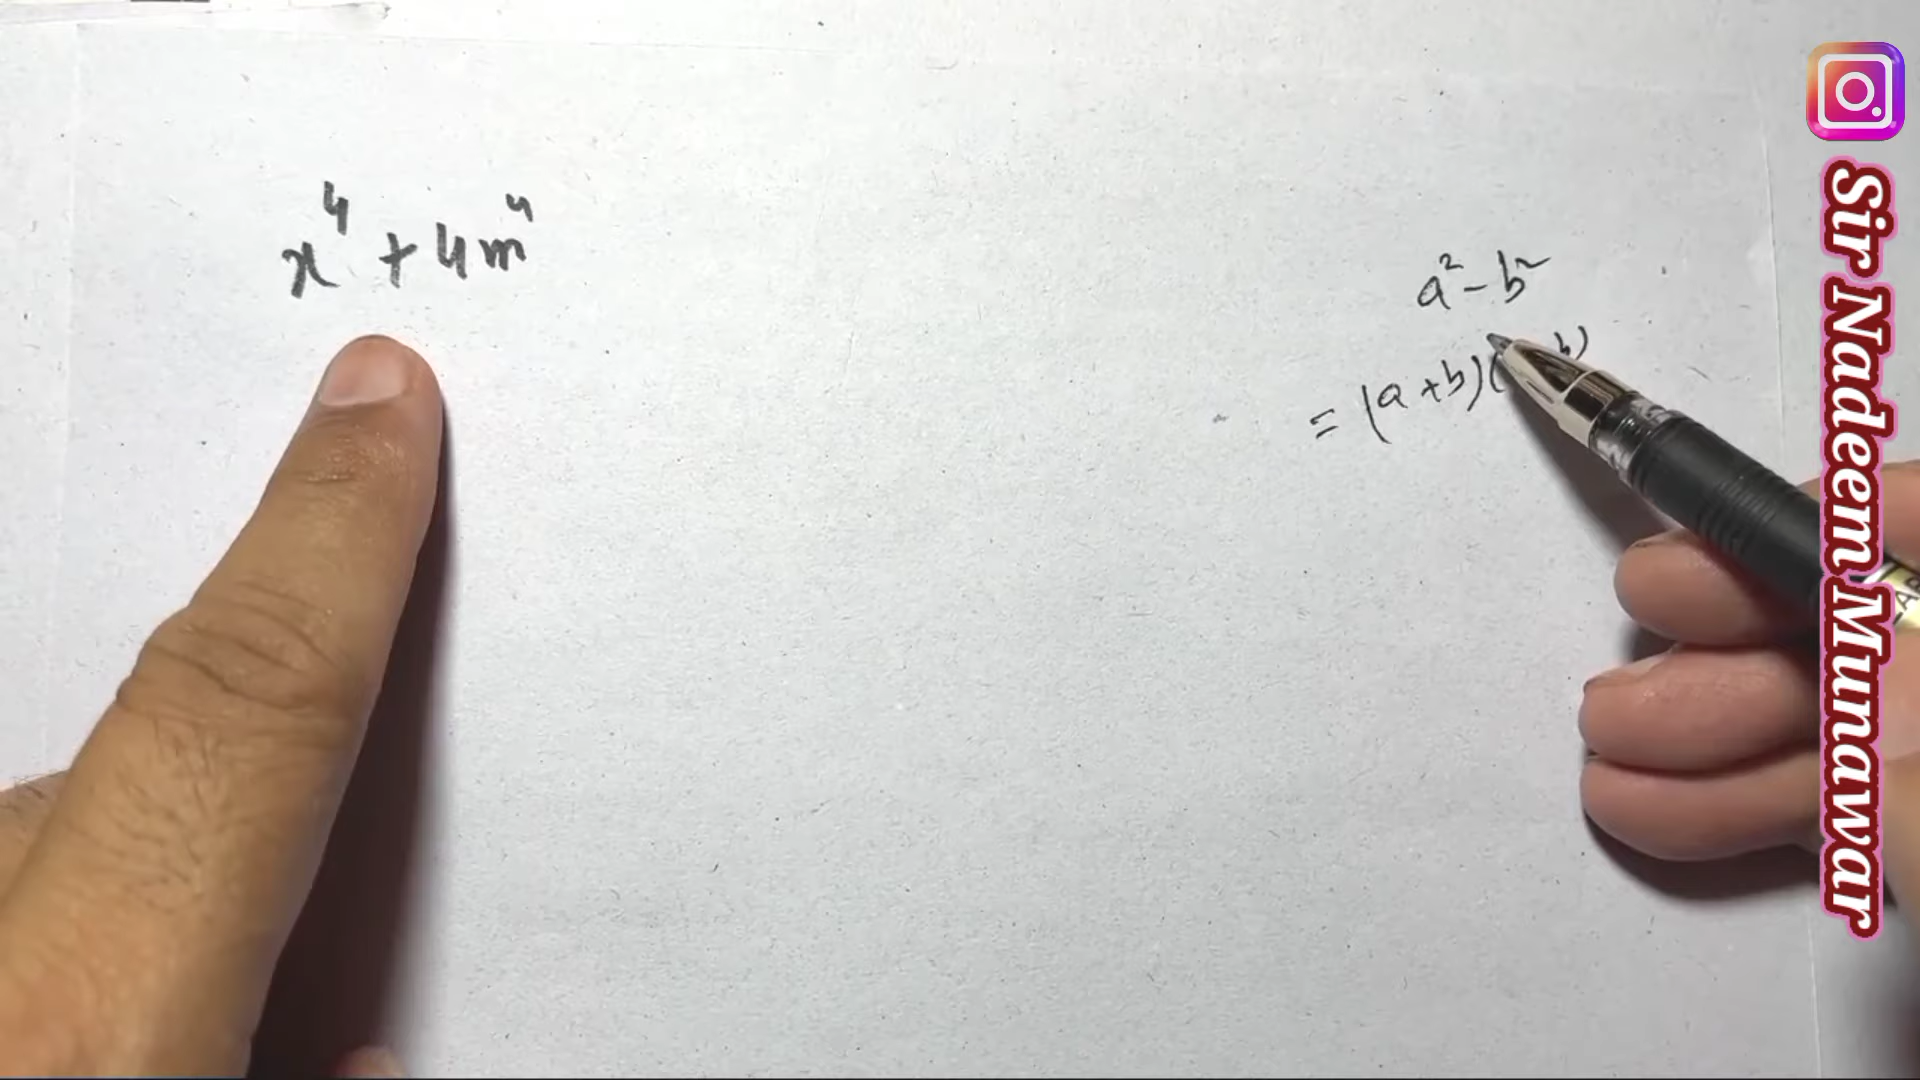 x⁴ + 4m⁴
a² - b²
= (a + b)( b)
Sir Nadeem Munawar